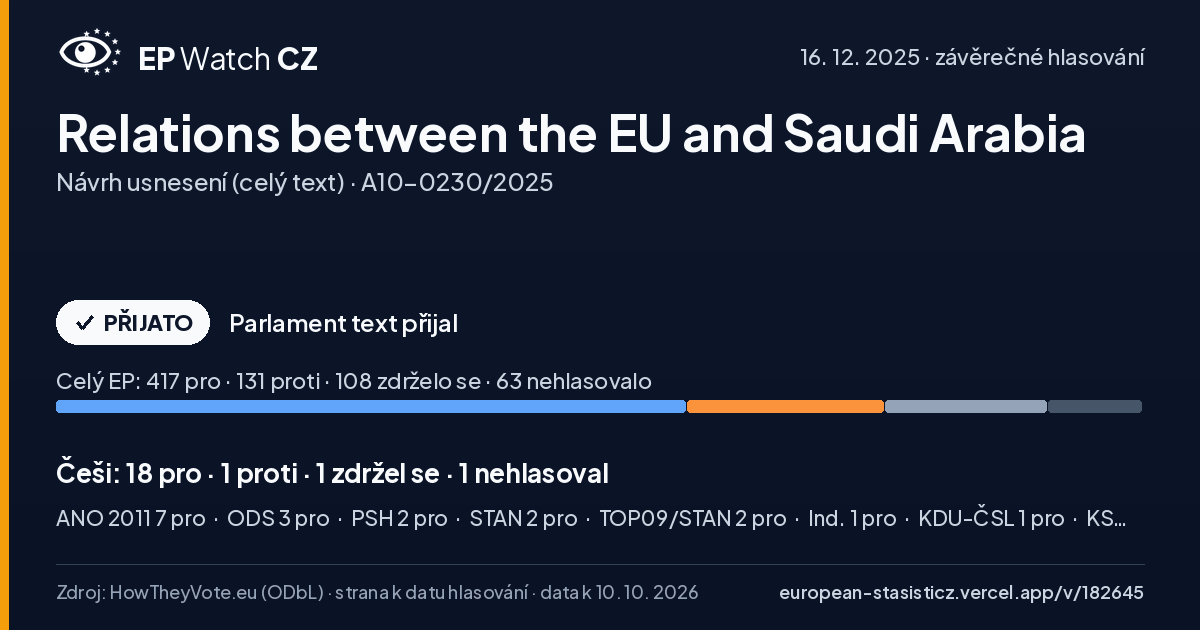 EP Watch CZ
16. 12. 2025 · závěrečné hlasování
Relations between the EU and Saudi Arabia
Návrh usnesení (celý text) · A10-0230/2025
✓ PŘIJATO Parlament text přijal
Celý EP: 417 pro · 131 proti · 108 zdrželo se · 63 nehlasovalo
Češi: 18 pro · 1 proti · 1 zdržel se · 1 nehlasoval
ANO 2011 7 pro · ODS 3 pro · PSH 2 pro · STAN 2 pro · TOP09/STAN 2 pro · Ind. 1 pro · KDU-ČSL 1 pro · KS…
Zdroj: HowTheyVote.eu (ODbL) · strana k datu hlasování · data k 10. 10. 2026
european-stasisticz.vercel.app/v/182645